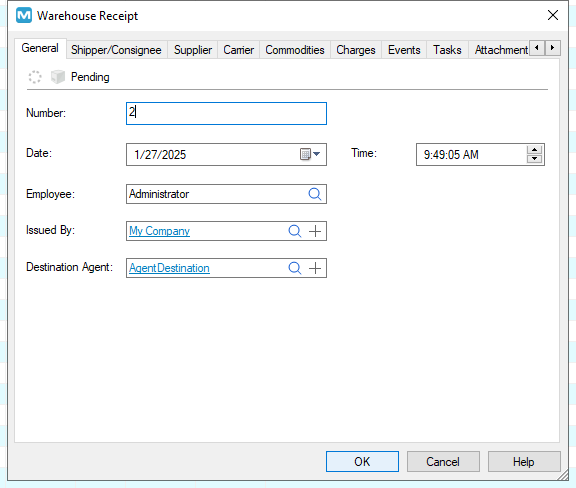 Warehouse Receipt
General Shipper/Consignee Supplier Carrier Commodities Charges Events Tasks Attachment
Pending
Number: 2
Date: 1/27/2025 Time: 9:49:05 AM
Employee: Administrator
Issued By: My Company
Destination Agent: AgentDestination
OK Cancel Help